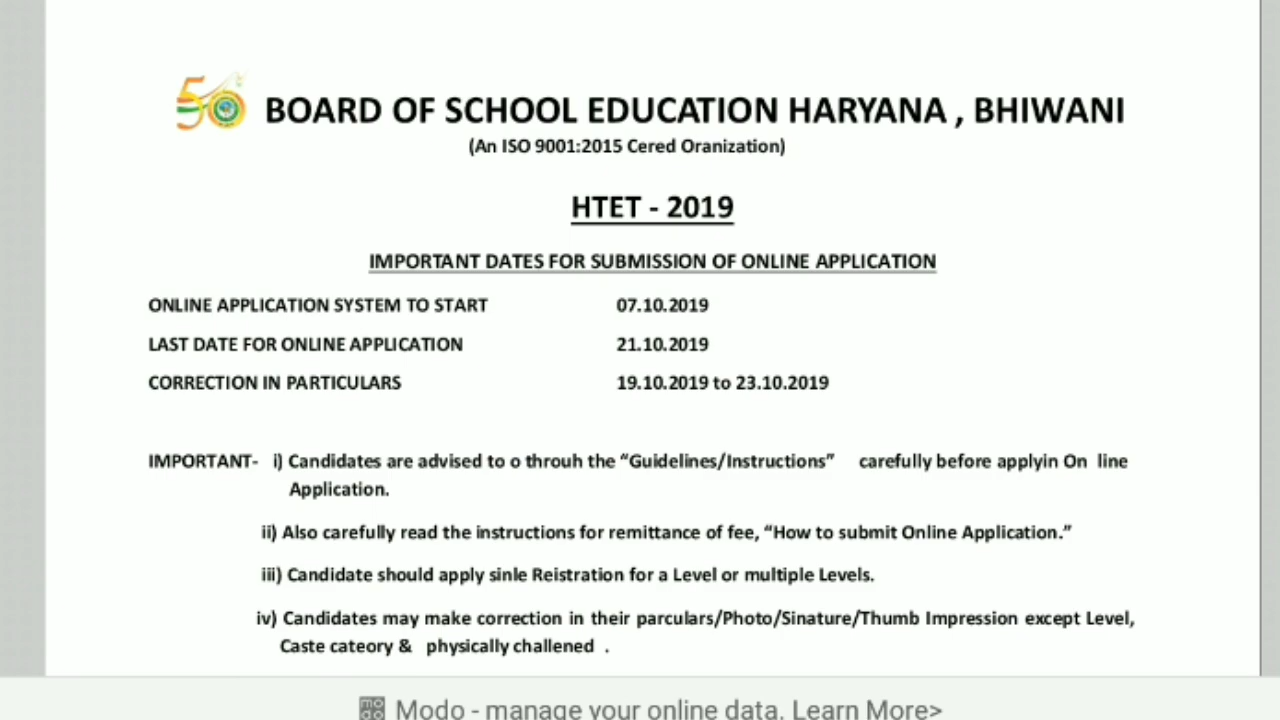 50
BOARD OF SCHOOL EDUCATION HARYANA , BHIWANI
(An ISO 9001:2015 Cered Oranization)
HTET - 2019
IMPORTANT DATES FOR SUBMISSION OF ONLINE APPLICATION
ONLINE APPLICATION SYSTEM TO START 07.10.2019
LAST DATE FOR ONLINE APPLICATION 21.10.2019
CORRECTION IN PARTICULARS 19.10.2019 to 23.10.2019
IMPORTANT- i) Candidates are advised to o throuh the “Guidelines/Instructions” carefully before applyin On line
Application.
ii) Also carefully read the instructions for remittance of fee, “How to submit Online Application.”
iii) Candidate should apply sinle Reistration for a Level or multiple Levels.
iv) Candidates may make correction in their parculars/Photo/Sinature/Thumb Impression except Level,
Caste cateory & physically challened .
Modo - manage your online data. Learn More>